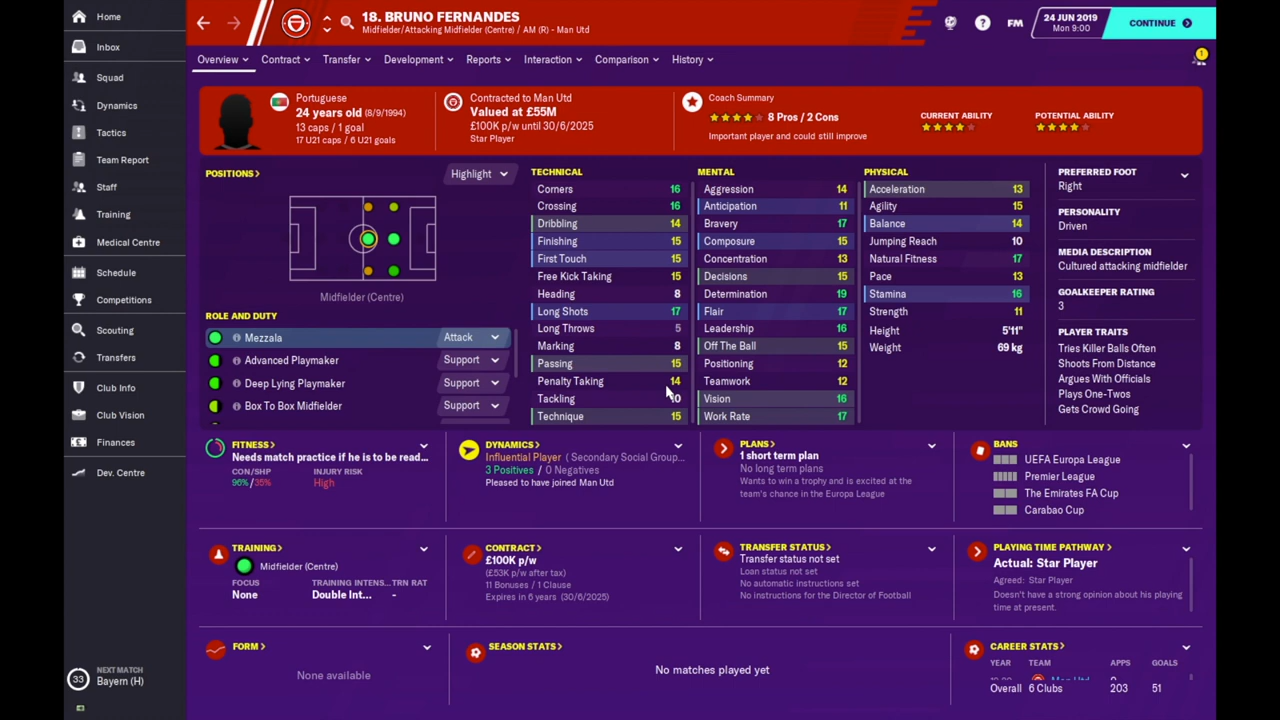 Home
Inbox
Squad
Dynamics
Tactics
Team Report
Staff
Training
Medical Centre
Schedule
Competitions
Scouting
Transfers
Club Info
Club Vision
Finances
Dev. Centre
33
NEXT MATCH
Bayern (H)
18. BRUNO FERNANDES
Midfielder/Attacking Midfielder (Centre) / AM (R) - Man Utd
?
FM
24 JUN 2019
Mon 9:00
CONTINUE
Overview
Contract
Transfer
Development
Reports
Interaction
Comparison
History
1
Portuguese
24 years old (8/9/1994)
13 caps / 1 goal
17 U21 caps / 6 U21 goals
Contracted to Man Utd
Valued at £55M
£100K p/w until 30/6/2025
Star Player
Coach Summary
8 Pros / 2 Cons
Important player and could still improve
CURRENT ABILITY
POTENTIAL ABILITY
POSITIONS
Highlight
Midfielder (Centre)
ROLE AND DUTY
Mezzala Attack
Advanced Playmaker Support
Deep Lying Playmaker Support
Box To Box Midfielder Support
TECHNICAL
Corners 16
Crossing 16
Dribbling 14
Finishing 15
First Touch 15
Free Kick Taking 15
Heading 8
Long Shots 17
Long Throws 5
Marking 8
Passing 15
Penalty Taking 14
Tackling 10
Technique 15
MENTAL
Aggression 14
Anticipation 11
Bravery 17
Composure 15
Concentration 13
Decisions 15
Determination 19
Flair 17
Leadership 16
Off The Ball 15
Positioning 12
Teamwork 12
Vision 16
Work Rate 17
PHYSICAL
Acceleration 13
Agility 15
Balance 14
Jumping Reach 10
Natural Fitness 17
Pace 13
Stamina 16
Strength 11
Height 5'11"
Weight 69 kg
PREFERRED FOOT
Right
PERSONALITY
Driven
MEDIA DESCRIPTION
Cultured attacking midfielder
GOALKEEPER RATING
3
PLAYER TRAITS
Tries Killer Balls Often
Shoots From Distance
Argues With Officials
Plays One-Twos
Gets Crowd Going
FITNESS
Needs match practice if he is to be read...
CON/SHP INJURY RISK
96% /35% High
DYNAMICS
Influential Player ( Secondary Social Group...
3 Positives / 0 Negatives
Pleased to have joined Man Utd
PLANS
1 short term plan
No long term plans
Wants to win a trophy and is excited at the
team's chance in the Europa League
BANS
UEFA Europa League
Premier League
The Emirates FA Cup
Carabao Cup
TRAINING
Midfielder (Centre)
FOCUS TRAINING INTENS... TRN RAT
None Double Int... -
CONTRACT
£100K p/w
(£53K p/w after tax)
11 Bonuses / 1 Clause
Expires in 6 years (30/6/2025)
TRANSFER STATUS
Transfer status not set
Loan status not set
No automatic instructions set
No instructions for the Director of Football
PLAYING TIME PATHWAY
Actual: Star Player
Agreed: Star Player
Doesn't have a strong opinion about his playing
time at present.
FORM
None available
SEASON STATS
No matches played yet
CAREER STATS
YEAR TEAM APPS GOALS
Man Utd
Overall 6 Clubs 203 51